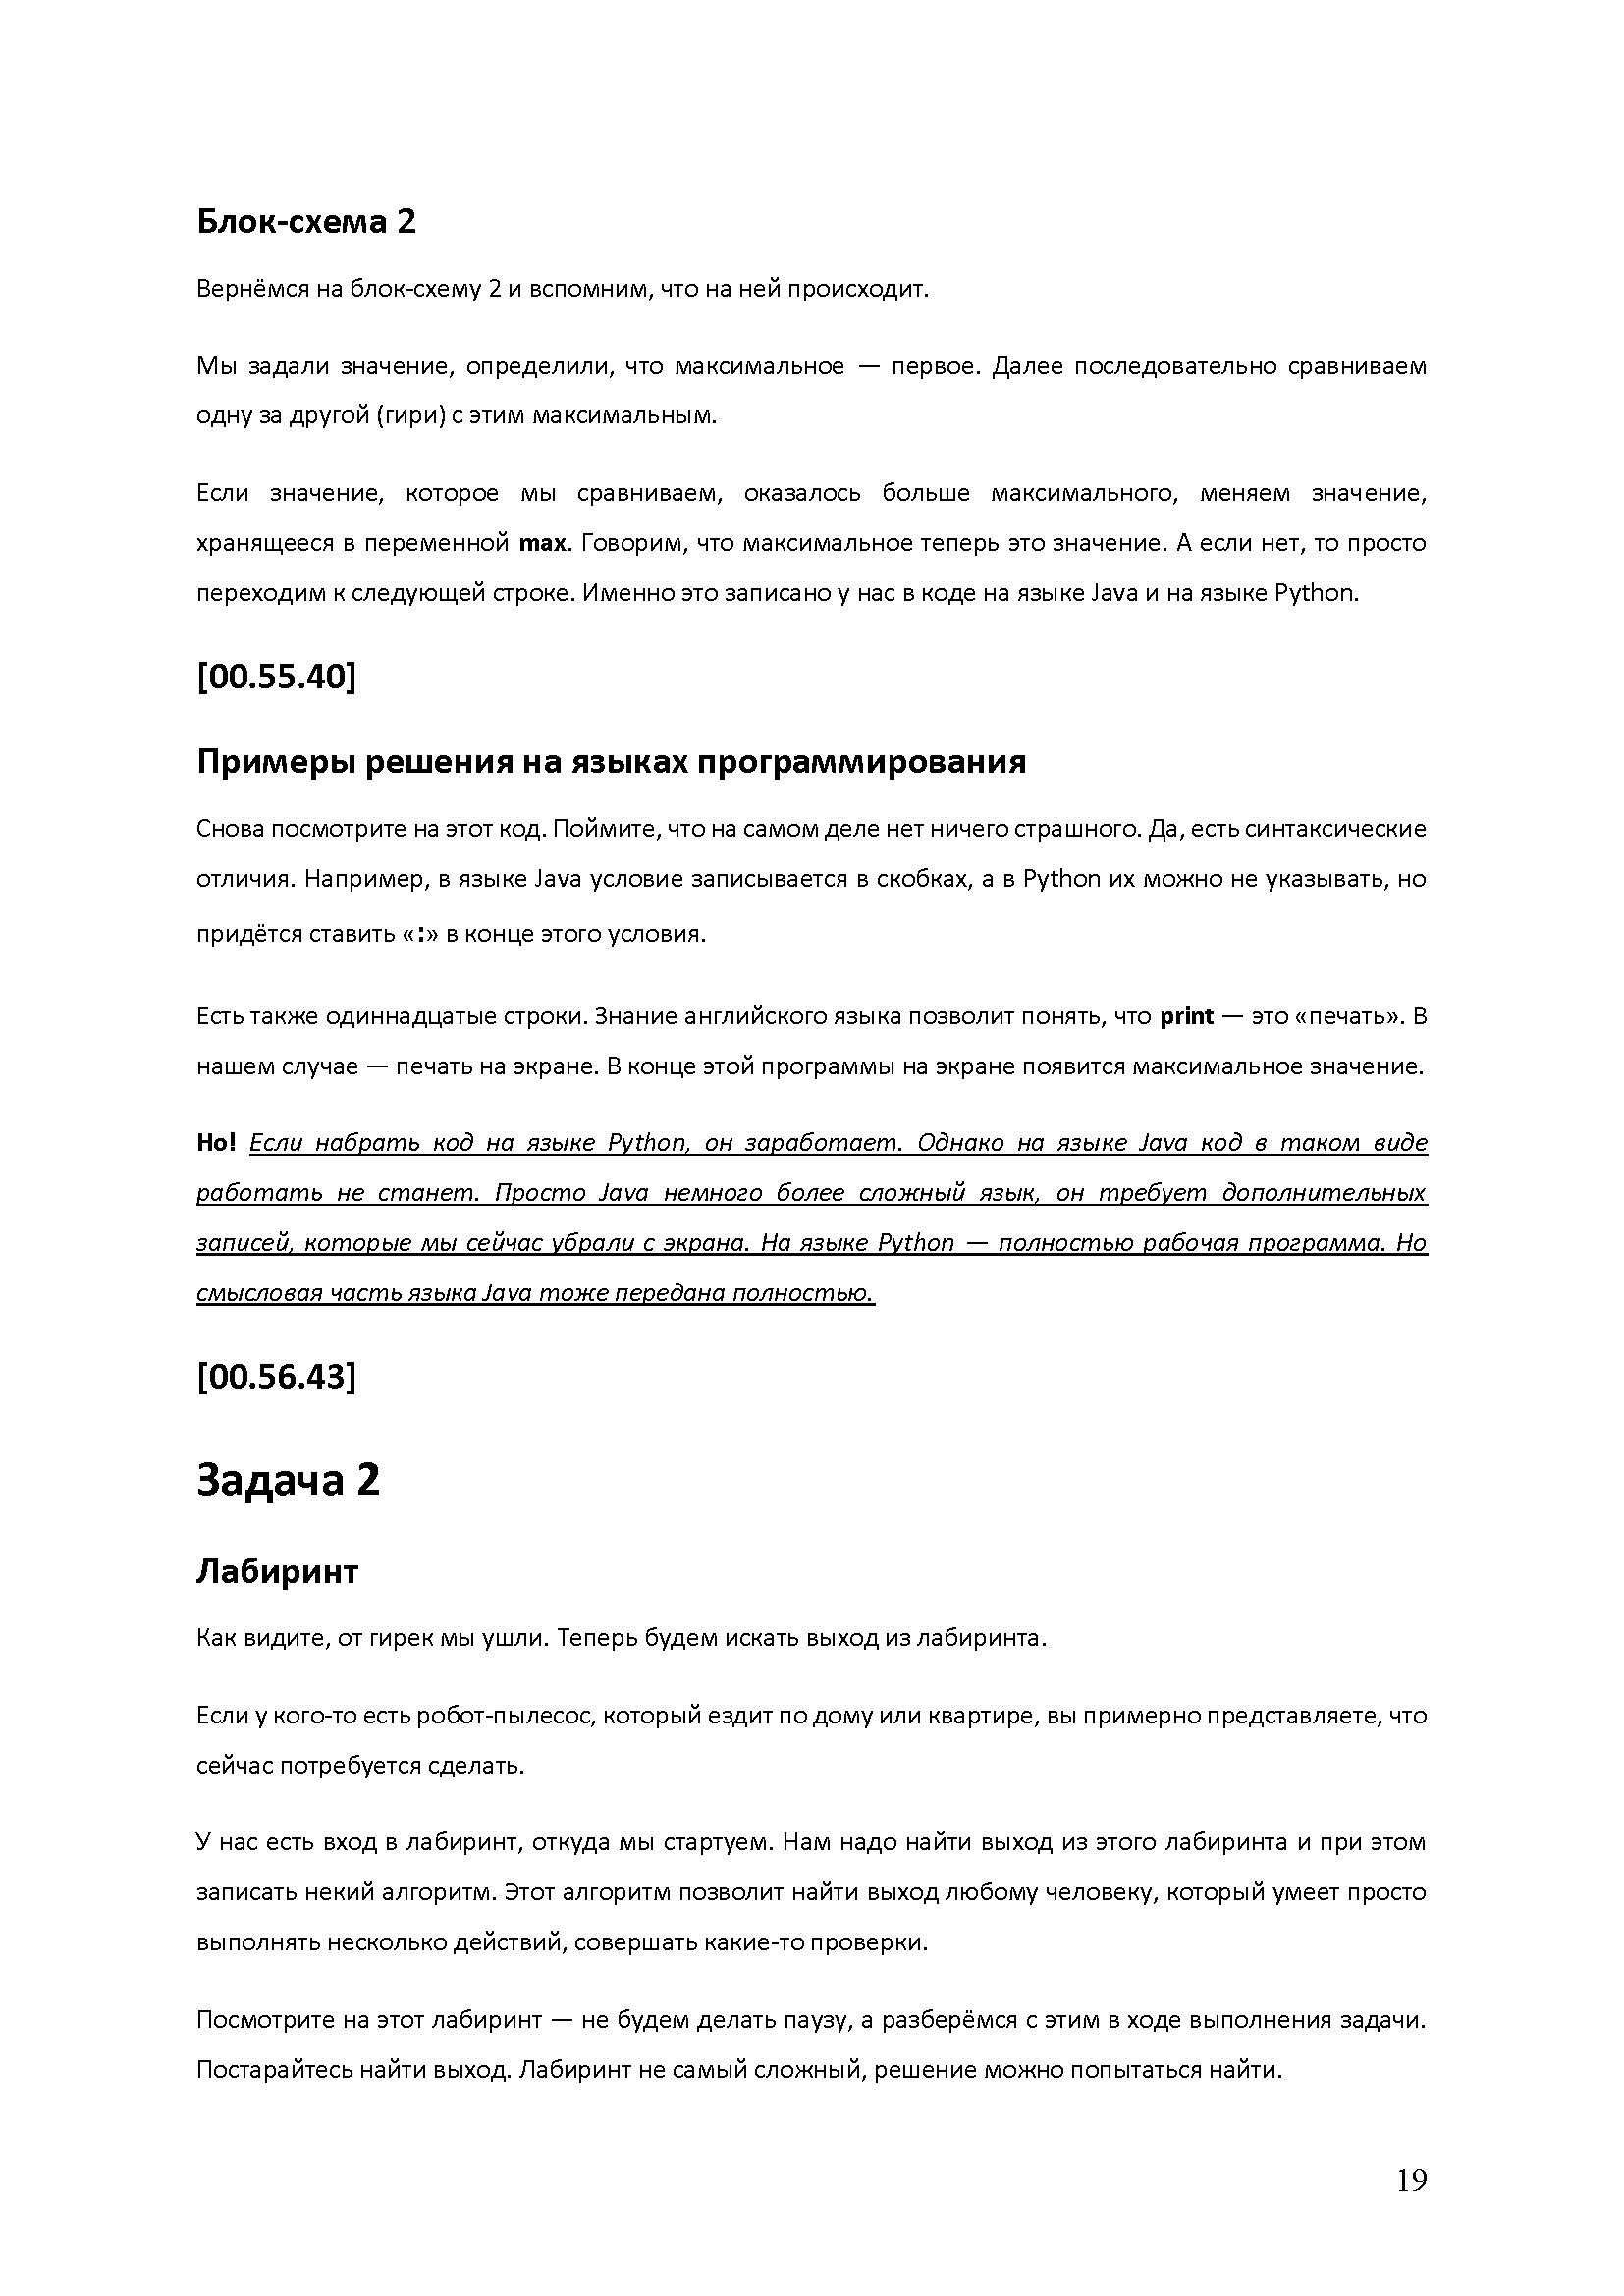 Блок-схема 2
Вернёмся на блок-схему 2 и вспомним, что на ней происходит.
Мы задали значение, определили, что максимальное — первое. Далее последовательно сравниваем
одну за другой (гири) с этим максимальным.
Если значение, которое мы сравниваем, оказалось больше максимального, меняем значение,
хранящееся в переменной max. Говорим, что максимальное теперь это значение. А если нет, то просто
переходим к следующей строке. Именно это записано у нас в коде на языке Java и на языке Python.
[00.55.40]
Примеры решения на языках программирования
Снова посмотрите на этот код. Поймите, что на самом деле нет ничего страшного. Да, есть синтаксические
отличия. Например, в языке Java условие записывается в скобках, а в Python их можно не указывать, но
придётся ставить «:» в конце этого условия.
Есть также одиннадцатые строки. Знание английского языка позволит понять, что print — это «печать». В
нашем случае — печать на экране. В конце этой программы на экране появится максимальное значение.
Но! Если набрать код на языке Python, он заработает. Однако на языке Java код в таком виде
работать не станет. Просто Java немного более сложный язык, он требует дополнительных
записей, которые мы сейчас убрали с экрана. На языке Python — полностью рабочая программа. Но
смысловая часть языка Java тоже передана полностью.
[00.56.43]
Задача 2
Лабиринт
Как видите, от гирек мы ушли. Теперь будем искать выход из лабиринта.
Если у кого-то есть робот-пылесос, который ездит по дому или квартире, вы примерно представляете, что
сейчас потребуется сделать.
У нас есть вход в лабиринт, откуда мы стартуем. Нам надо найти выход из этого лабиринта и при этом
записать некий алгоритм. Этот алгоритм позволит найти выход любому человеку, который умеет просто
выполнять несколько действий, совершать какие-то проверки.
Посмотрите на этот лабиринт — не будем делать паузу, а разберёмся с этим в ходе выполнения задачи.
Постарайтесь найти выход. Лабиринт не самый сложный, решение можно попытаться найти.
19